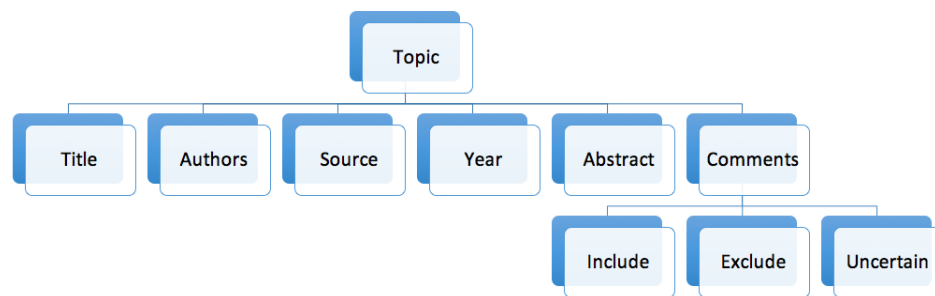 Topic
Title
Authors
Source
Year
Abstract
Comments
Include
Exclude
Uncertain